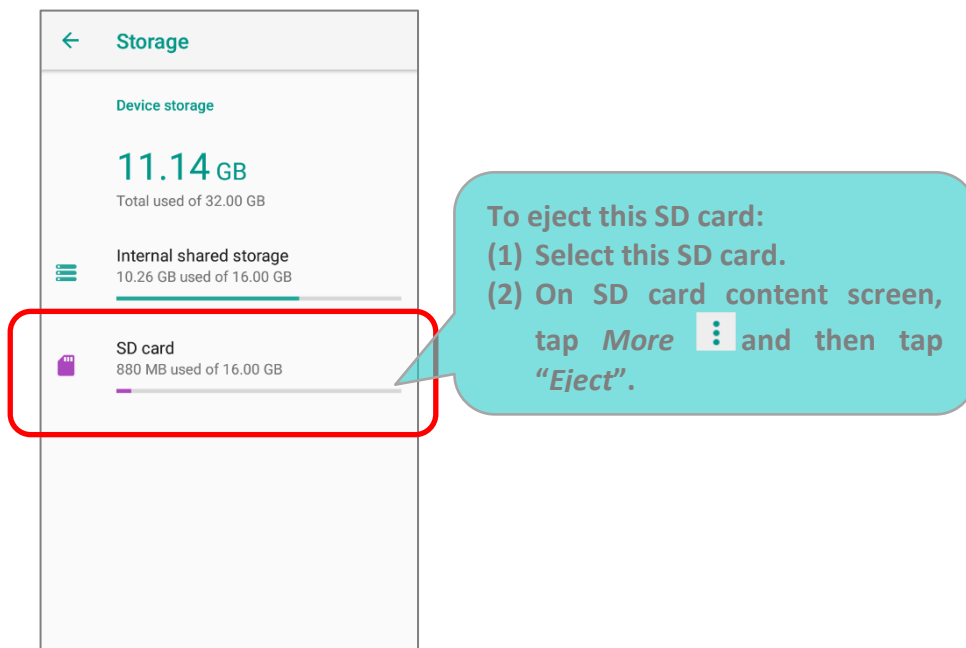 Storage
Device storage
11.14 GB
Total used of 32.00 GB
Internal shared storage
10.26 GB used of 16.00 GB
SD card
880 MB used of 16.00 GB
To eject this SD card:
(1) Select this SD card.
(2) On SD card content screen,
tap More and then tap
“Eject”.